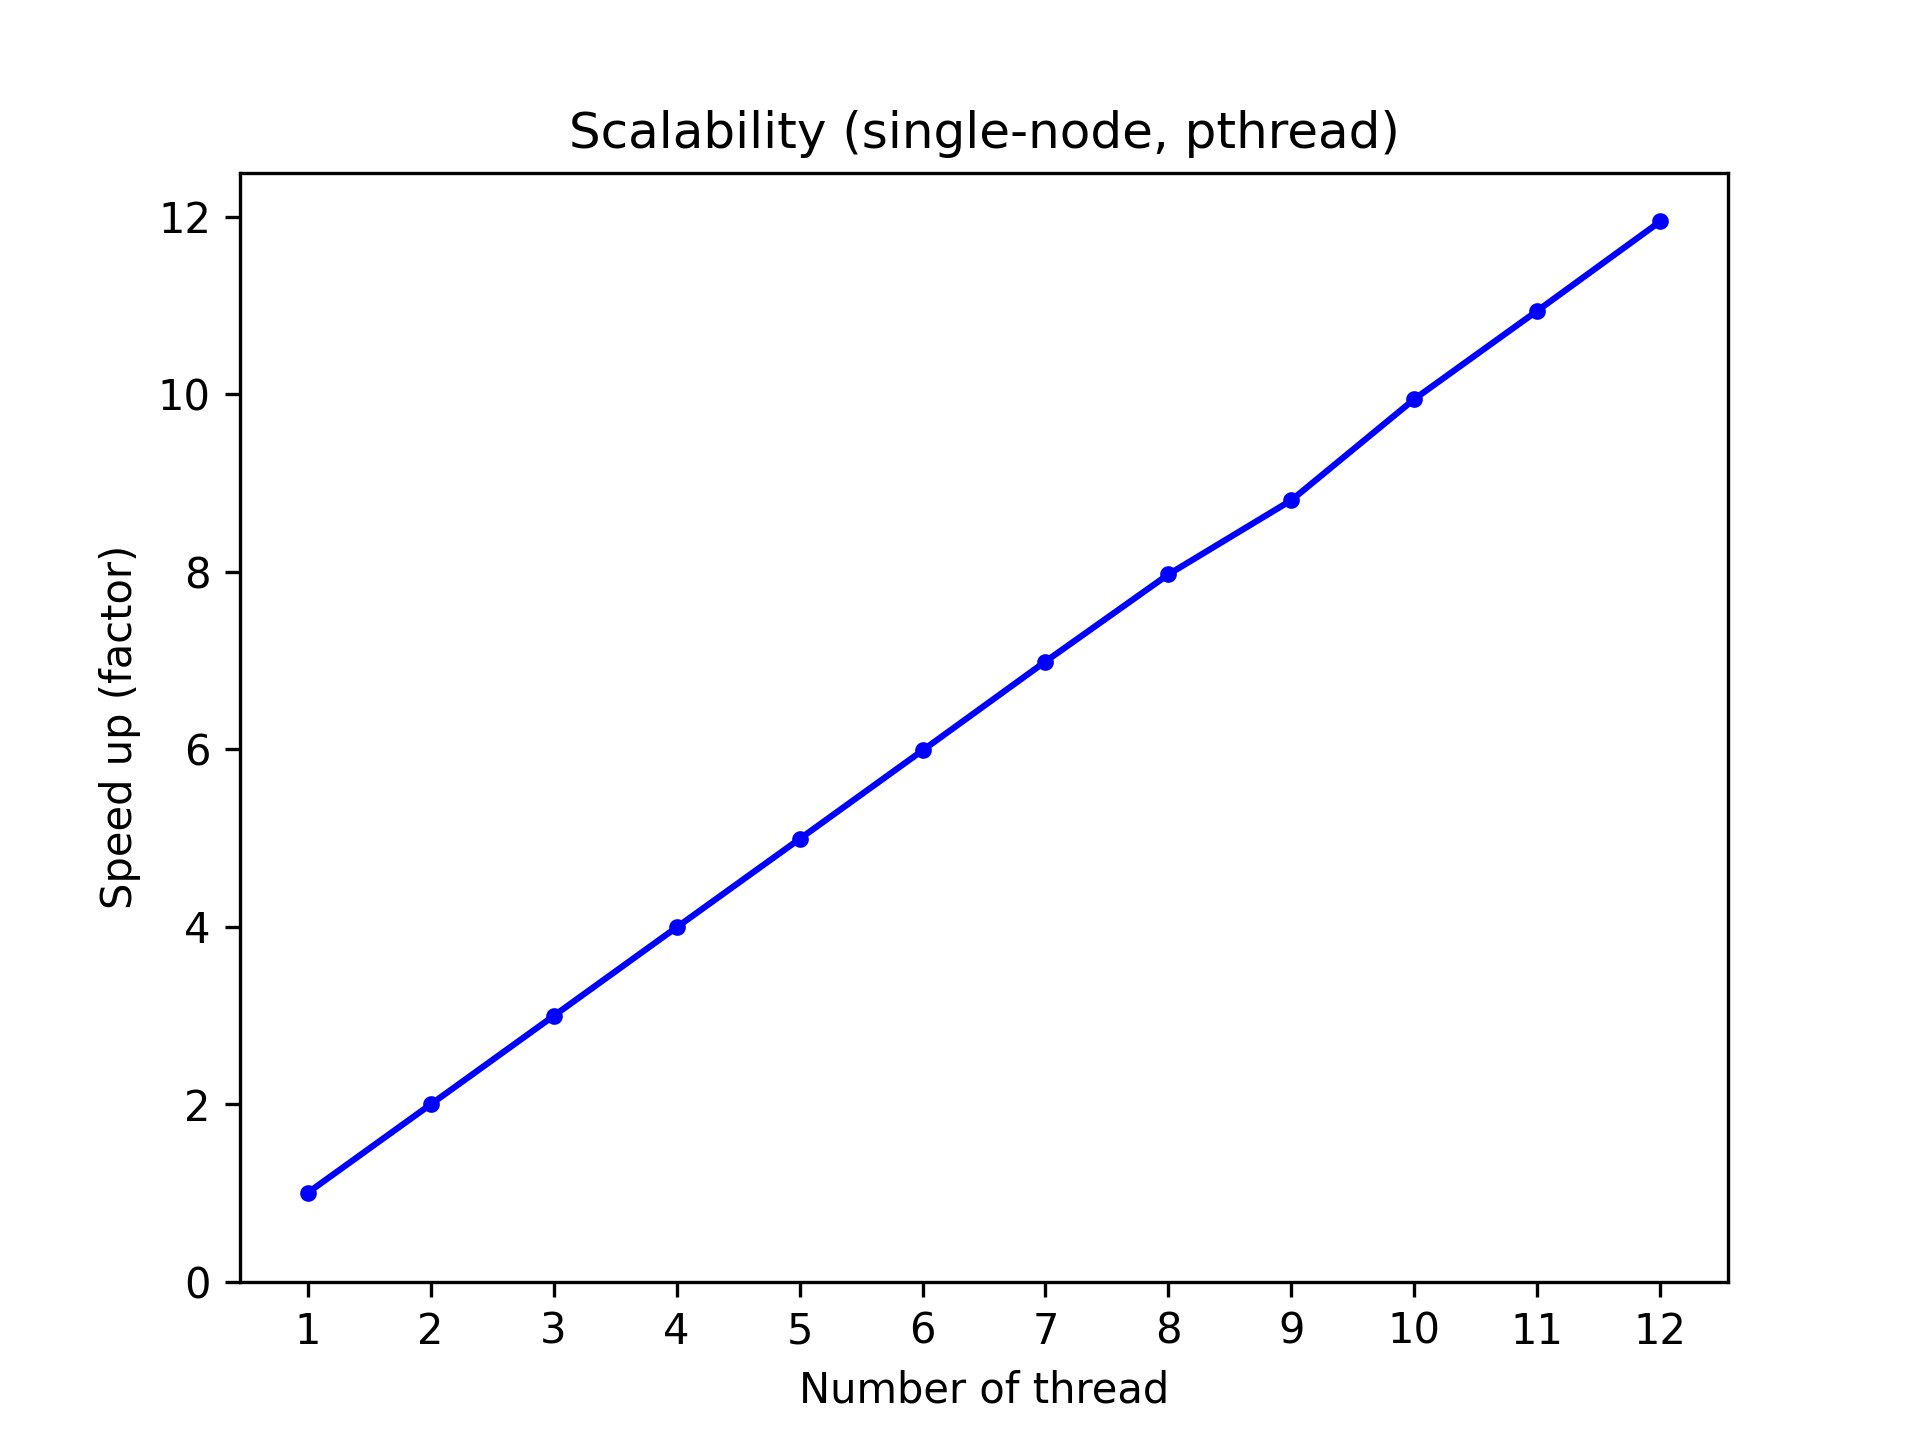 Scalability (single-node, pthread)
12
10
8
6
4
2
0
Speed up (factor)
1 2 3 4 5 6 7 8 9 10 11 12
Number of thread